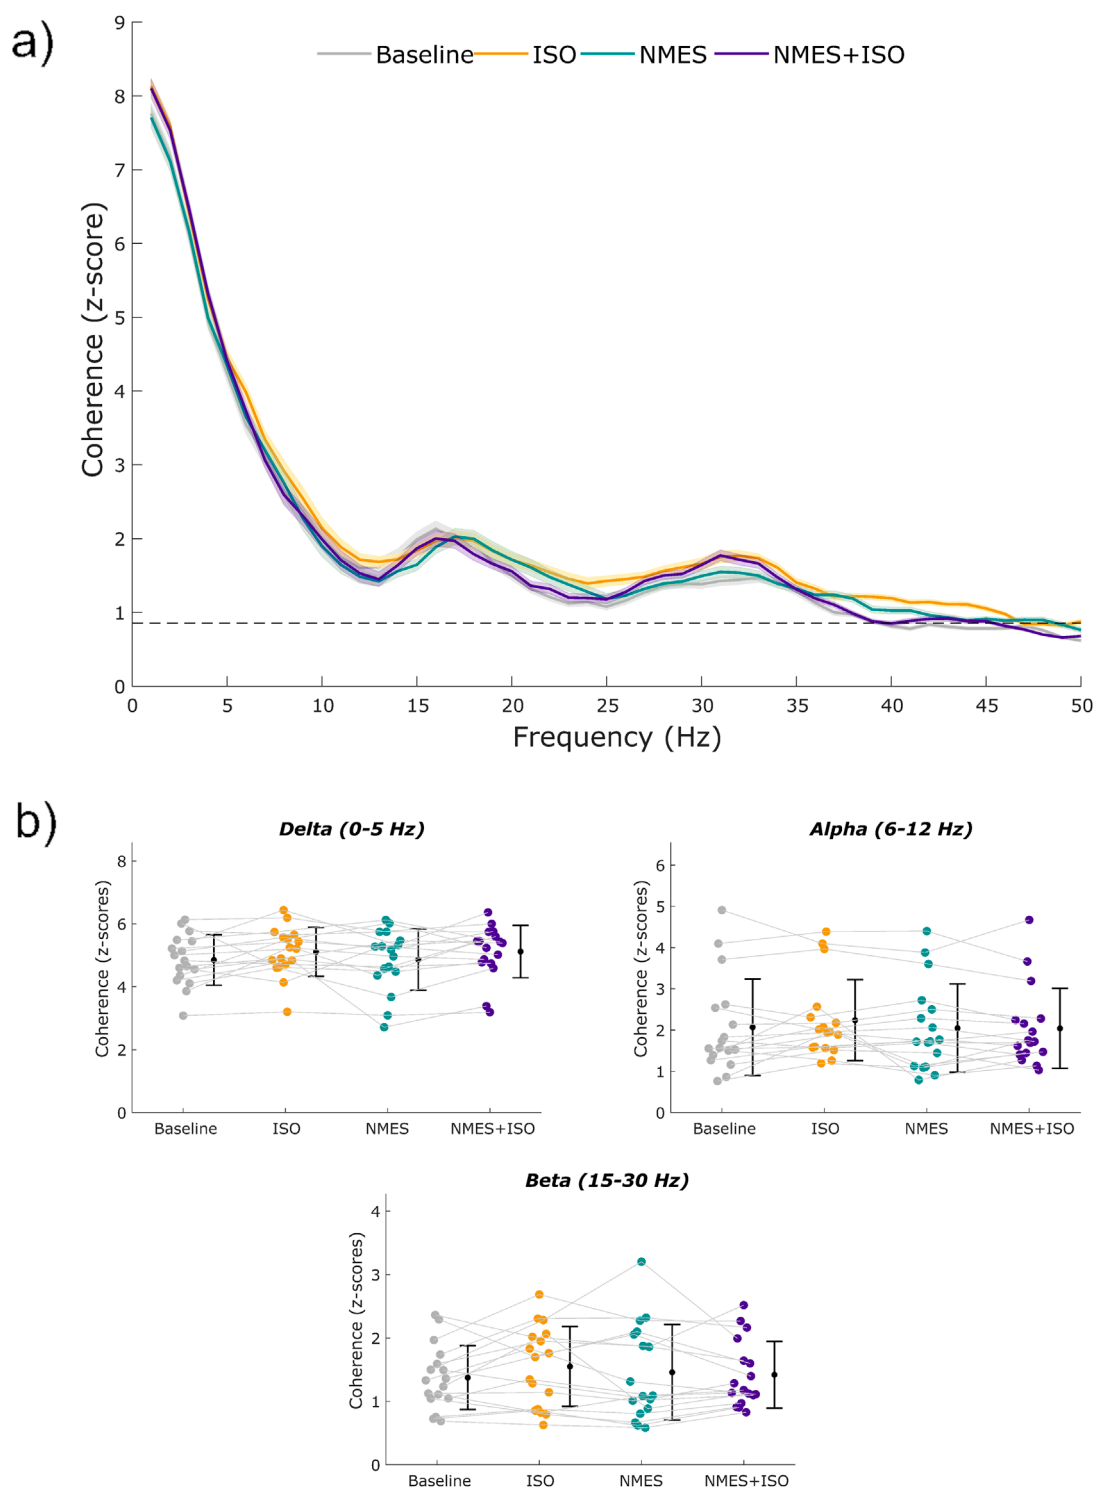 a)
Baseline ISO NMES NMES+ISO
9
8
7
6
5
4
3
2
1
0
Coherence (z-score)
0 5 10 15 20 25 30 35 40 45 50
Frequency (Hz)
b)
Delta (0-5 Hz)
8
6
4
2
0
Coherence (z-scores)
Baseline ISO NMES NMES+ISO
Alpha (6-12 Hz)
6
5
4
3
2
1
0
Coherence (z-scores)
Baseline ISO NMES NMES+ISO
Beta (15-30 Hz)
4
3
2
1
0
Coherence (z-scores)
Baseline ISO NMES NMES+ISO